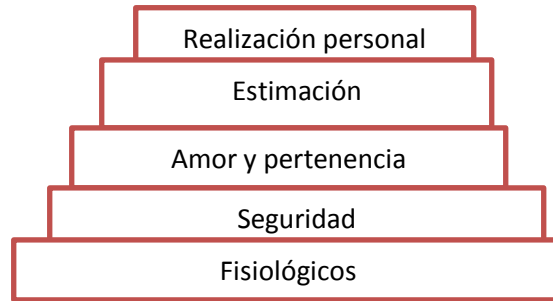 Realización personal
Estimación
Amor y pertenencia
Seguridad
Fisiológicos